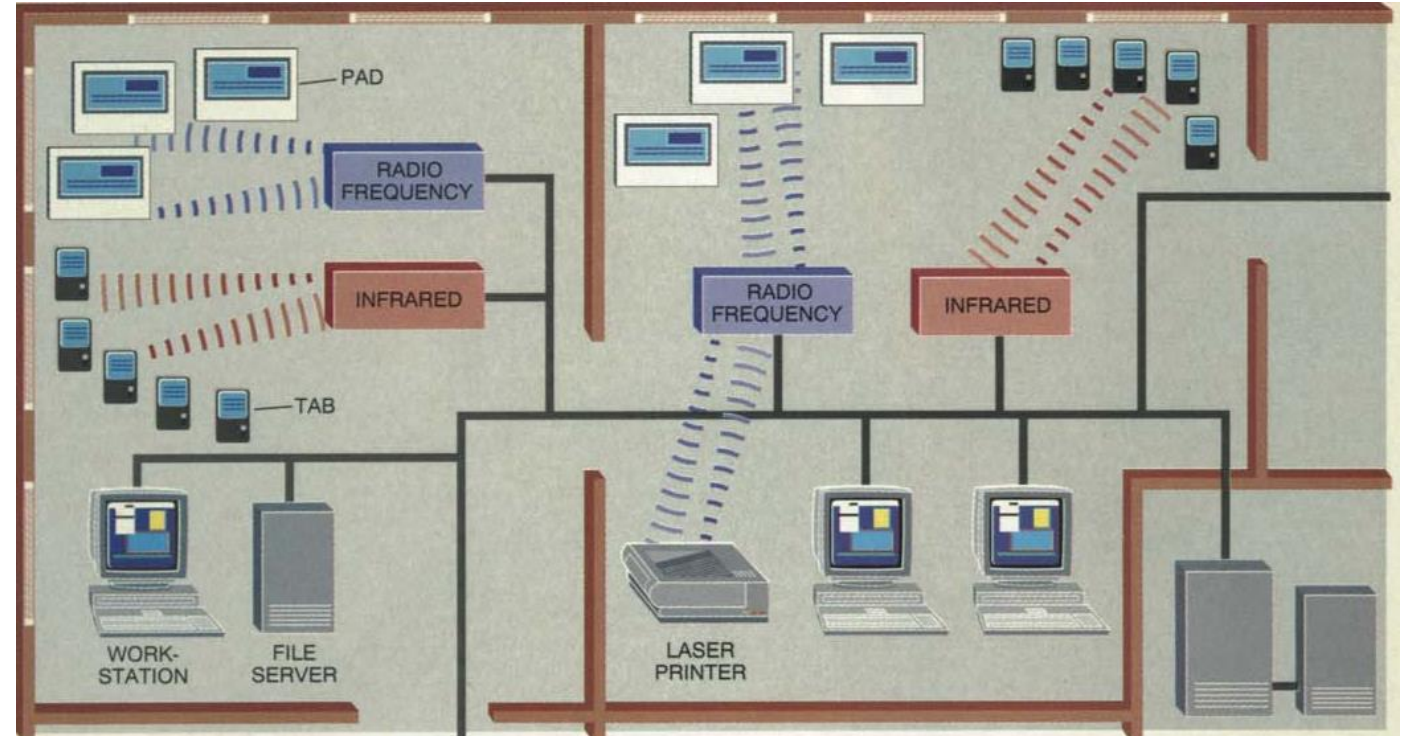 PAD
RADIO
FREQUENCY
INFRARED
TAB
WORK-
STATION
FILE
SERVER
RADIO
FREQUENCY
INFRARED
LASER
PRINTER